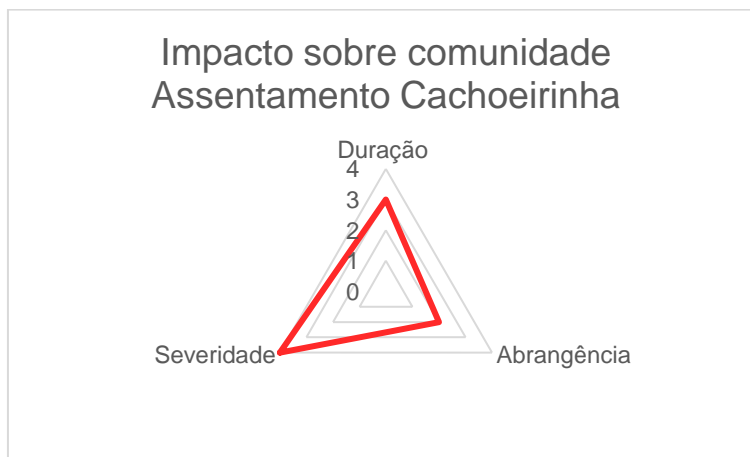 Impacto sobre comunidade
Assentamento Cachoeirinha
Duração
4
3
2
1
0
Severidade
Abrangência